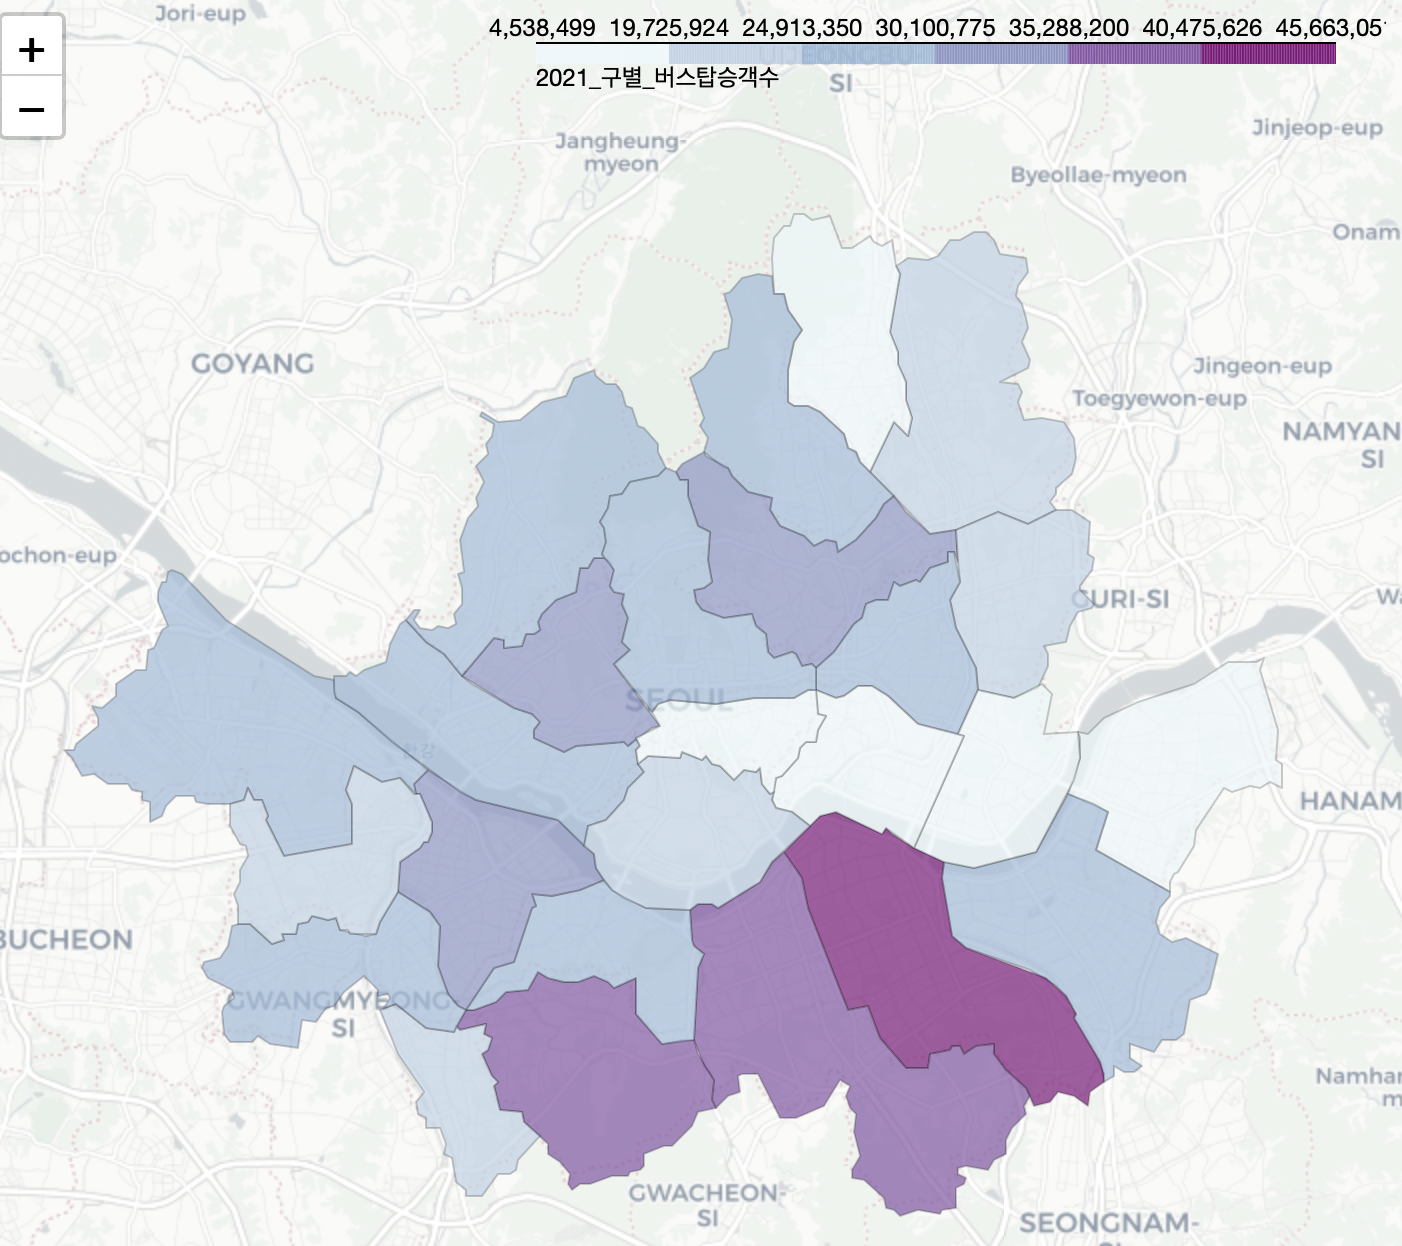 +
−
4,538,499 19,725,924 24,913,350 30,100,775 35,288,200 40,475,626 45,663,05
2021_구별_버스탑승객수
Jori-eup
UIJEONGBU-
SI
Jangheung-
myeon
Jinjeop-eup
Byeollae-myeon
Onam
GOYANG
Jingeon-eup
Toegyewon-eup
NAMYAN
SI
ochon-eup
GURI-SI
SEOUL
한강
HANAM
BUCHEON
GWANGMYEONG-
SI
GWACHEON-
SI
SEONGNAM-